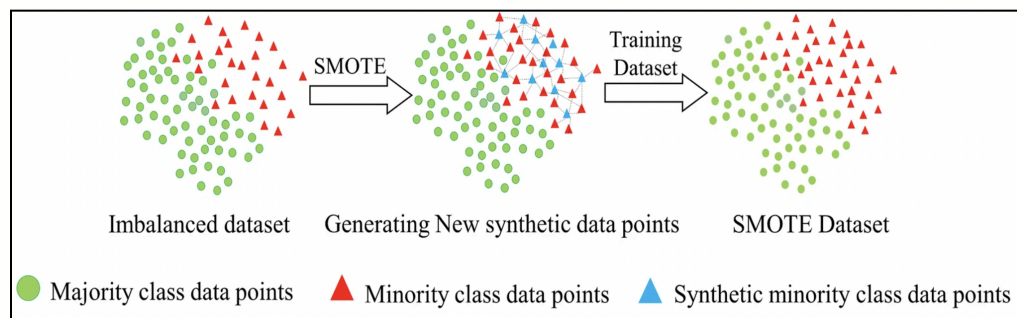 SMOTE
Training
Dataset
Imbalanced dataset
Generating New synthetic data points
SMOTE Dataset
Majority class data points
Minority class data points
Synthetic minority class data points